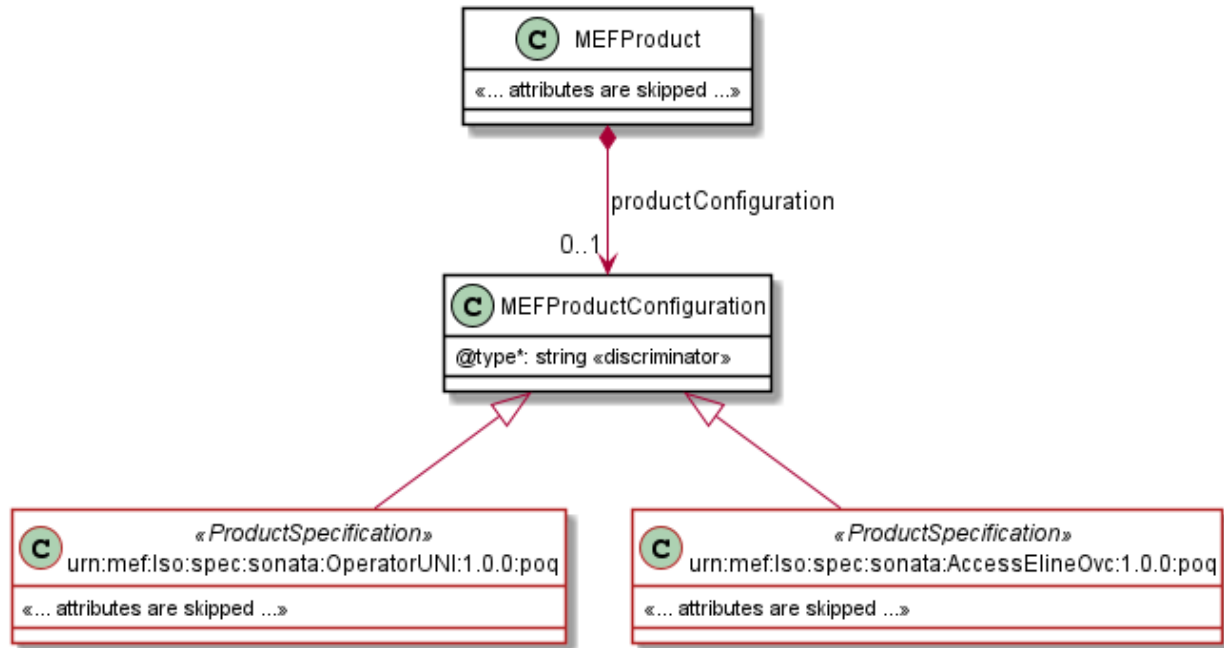 C MEFProduct
«... attributes are skipped ...»
productConfiguration
0..1
C MEFProductConfiguration
@type*: string «discriminator»
«ProductSpecification»
C urn:mef:lso:spec:sonata:OperatorUNI:1.0.0:poq
«... attributes are skipped ...»
«ProductSpecification»
C urn:mef:lso:spec:sonata:AccessElineOvc:1.0.0:poq
«... attributes are skipped ...»